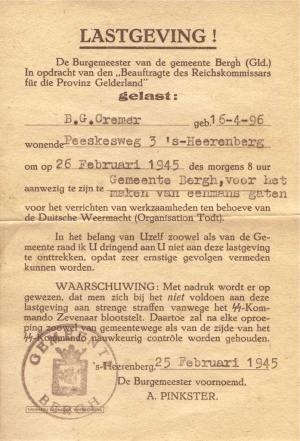 LASTGEVING !
De Burgemeester van de gemeente Bergh (Gld.)
In opdracht van den „Beauftragte des Reichskommissars
für die Provinz Gelderland"
gelast:
B.G.Cremer geb. 16-4-96
wonende Peeskesweg 3 's-Heerenberg
om op 26 Februari 1945 des morgens 8 uur
aanwezig te zijn te Gemeente Bergh, voor het
maken van eenmans gaten
voor het verrichten van werkzaamheden ten behoeve van
de Duitsche Weermacht (Organisation Todt).
In het belang van Uzelf zoowel als van de Ge-
meente raad ik U dringend aan U niet aan deze lastgeving
te onttrekken, opdat zeer ernstige gevolgen vermeden
kunnen worden.
WAARSCHUWING: Met nadruk wordt er op
gewezen, dat men zich bij het niet voldoen aan deze
lastgeving aan strenge straffen vanwege het SS-Kom-
mando Zevenaar blootstelt. Daartoe zal na elke oproe-
ping zoowel van gemeentewege als van de zijde van het
SS-Kommando nauwkeurig contrôle worden gehouden.
's-Heerenberg, 25 Februari 1945
De Burgemeester voornoemd,
A. PINKSTER.
GEMEENTE
BERGH